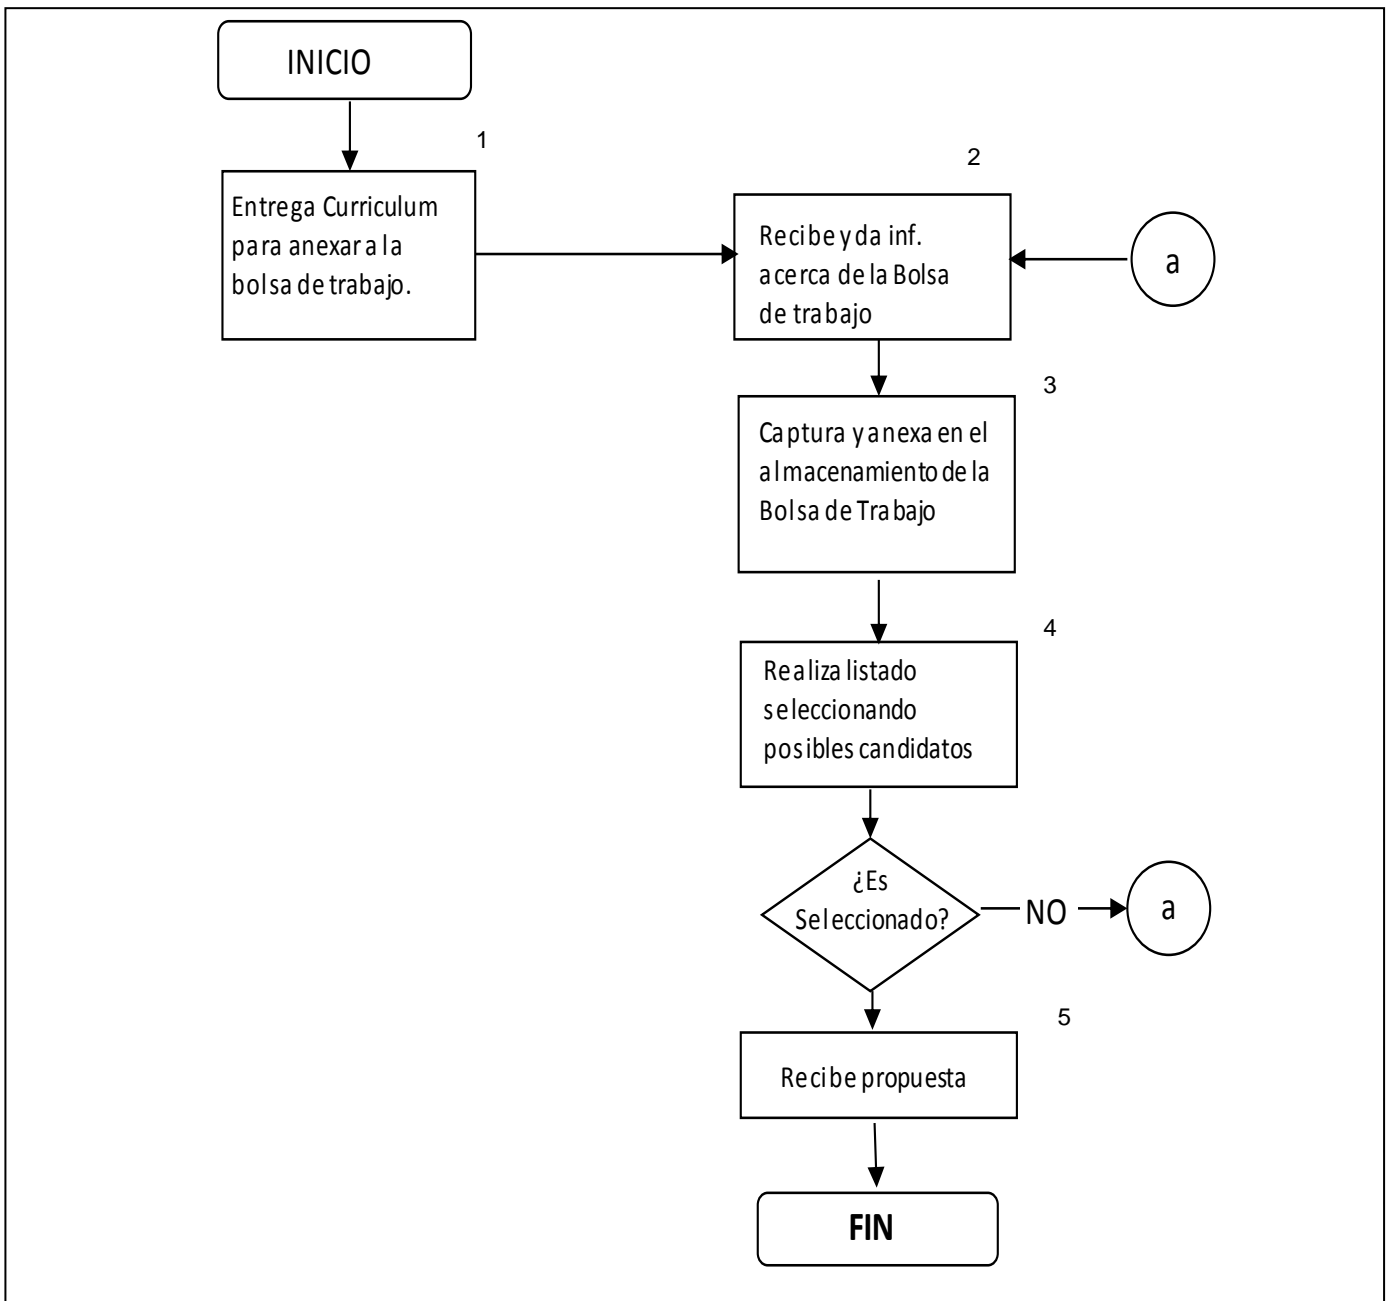 INICIO
1
Entrega Curriculum
para anexar a la
bolsa de trabajo.
2
Recibe y da inf.
acerca de la Bolsa
de trabajo
a
3
Captura y anexa en el
almacenamiento de la
Bolsa de Trabajo
4
Realiza listado
seleccionando
posibles candidatos
¿Es
Seleccionado?
NO
a
5
Recibe propuesta
FIN